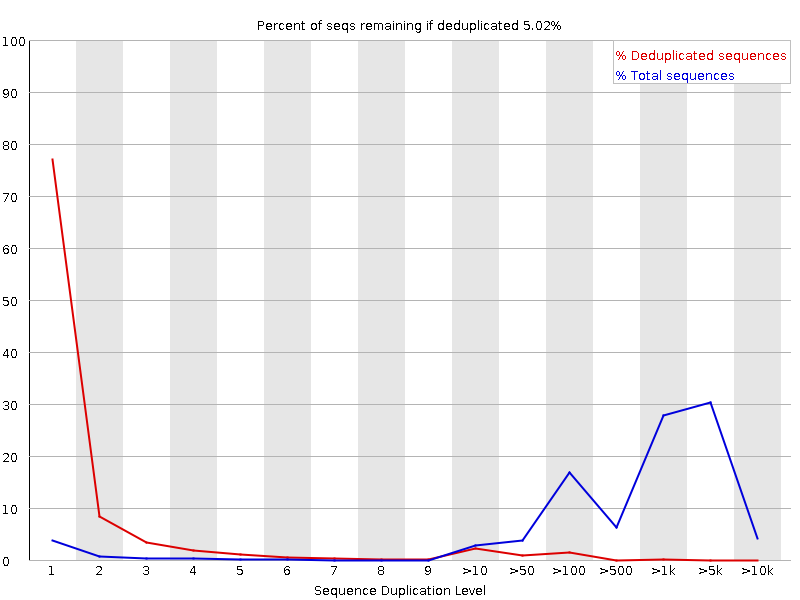 Percent of seqs remaining if deduplicated 5.02%
% Deduplicated sequences
% Total sequences
100
90
80
70
60
50
40
30
20
10
0
1 2 3 4 5 6 7 8 9 >10 >50 >100 >500 >1k >5k >10k
Sequence Duplication Level